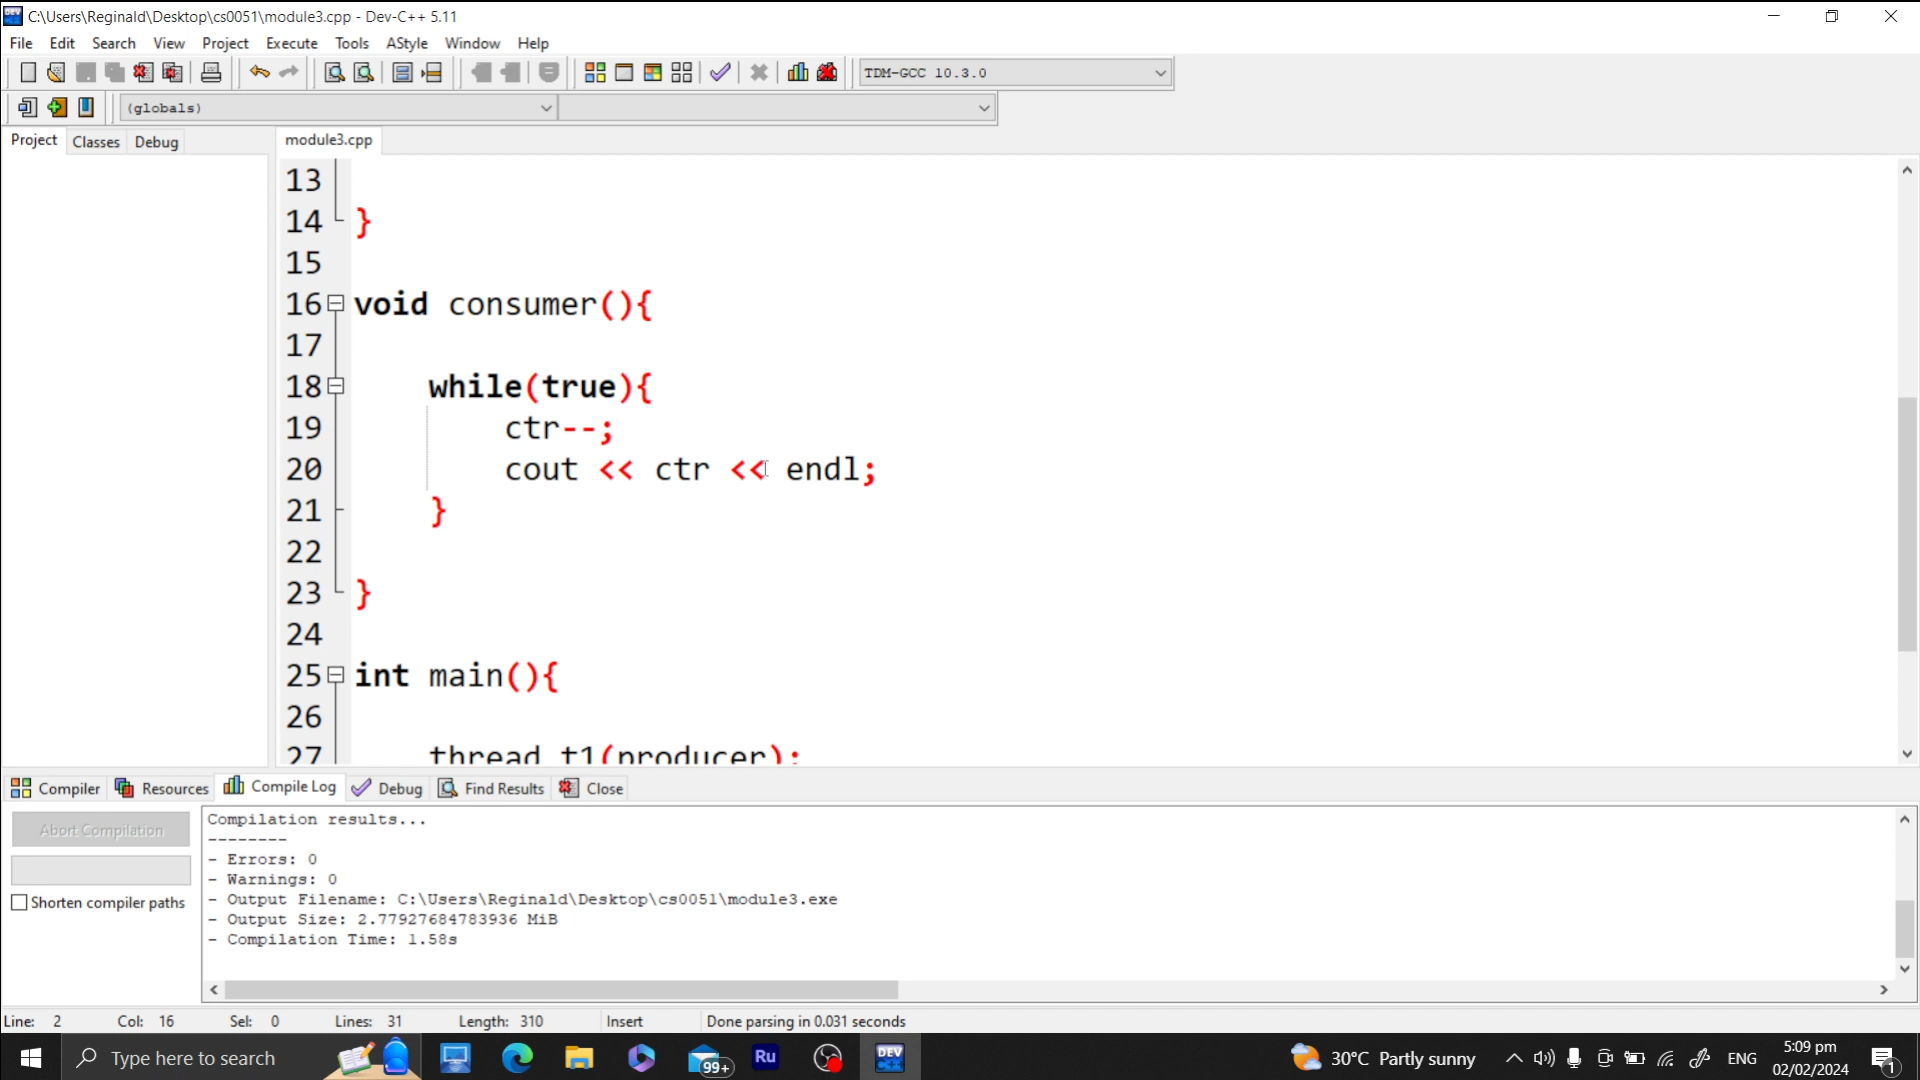 C:\Users\Reginald\Desktop\cs0051\module3.cpp - Dev-C++ 5.11
File Edit Search View Project Execute Tools AStyle Window Help
TDM-GCC 10.3.0
(globals)
Project Classes Debug
module3.cpp
13
14 }
15
16 void consumer(){
17
18 while(true){
19 ctr--;
20 cout << ctr << endl;
21 }
22
23 }
24
25 int main(){
26
27 thread t1(producer);
Compiler Resources Compile Log Debug Find Results Close
Abort Compilation
Shorten compiler paths
Compilation results...
--------
- Errors: 0
- Warnings: 0
- Output Filename: C:\Users\Reginald\Desktop\cs0051\module3.exe
- Output Size: 2.77927684783936 MiB
- Compilation Time: 1.58s
Line: 2 Col: 16 Sel: 0 Lines: 31 Length: 310 Insert Done parsing in 0.031 seconds
Type here to search
99+
Ru
DEV
30°C Partly sunny
ENG
5:09 pm
02/02/2024
1